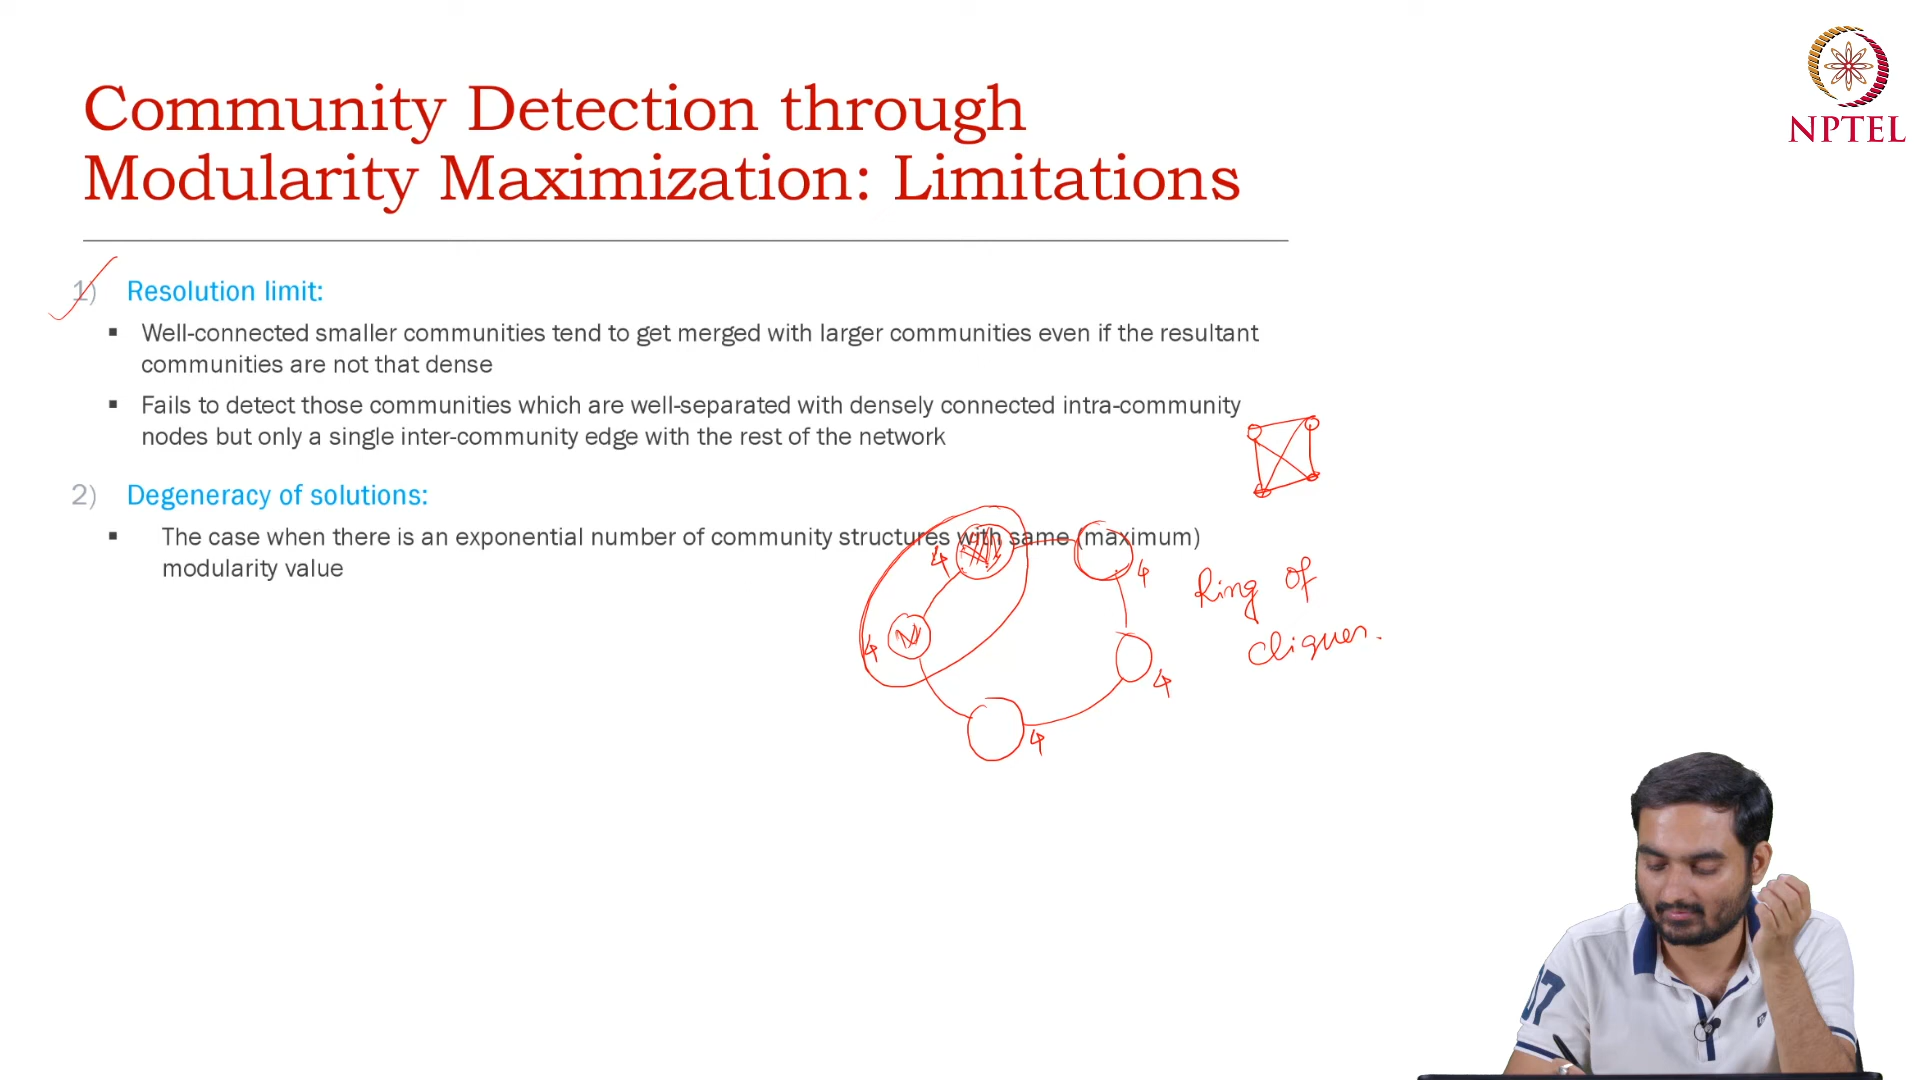 NPTEL
Community Detection through
Modularity Maximization: Limitations
1) Resolution limit:
▪ Well-connected smaller communities tend to get merged with larger communities even if the resultant
communities are not that dense
▪ Fails to detect those communities which are well-separated with densely connected intra-community
nodes but only a single inter-community edge with the rest of the network
2) Degeneracy of solutions:
▪ The case when there is an exponential number of community structures with same (maximum)
modularity value
4
4
4
4
4
Ring of
cliques.
07